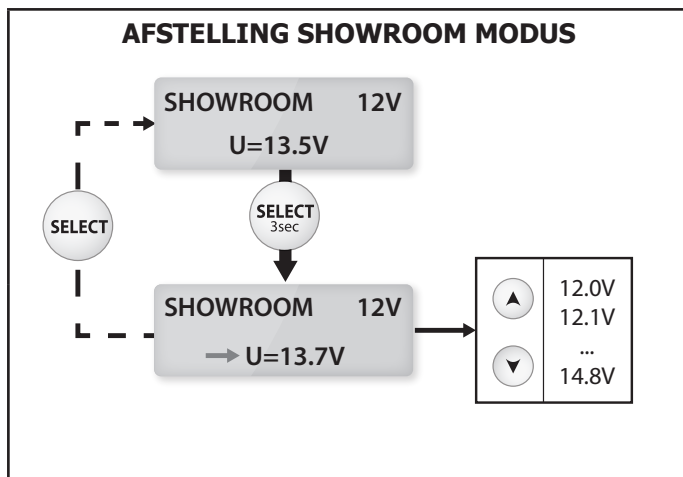 AFSTELLING SHOWROOM MODUS
SHOWROOM 12V
U=13.5V
SELECT
SELECT
3sec
SHOWROOM 12V
U=13.7V
12.0V
12.1V
...
14.8V